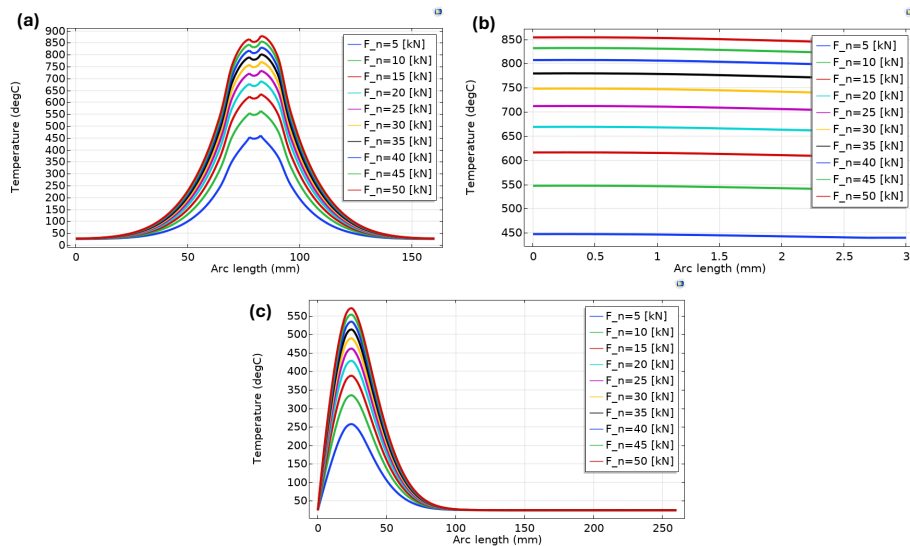 (a)
Temperature (degC)
900
850
800
750
700
650
600
550
500
450
400
350
300
250
200
150
100
50
0
0
50
100
150
Arc length (mm)
F_n=5 [kN]
F_n=10 [kN]
F_n=15 [kN]
F_n=20 [kN]
F_n=25 [kN]
F_n=30 [kN]
F_n=35 [kN]
F_n=40 [kN]
F_n=45 [kN]
F_n=50 [kN]
(b)
Temperature (degC)
850
800
750
700
650
600
550
500
450
0
0.5
1
1.5
2
2.5
3
Arc length (mm)
F_n=5 [kN]
F_n=10 [kN]
F_n=15 [kN]
F_n=20 [kN]
F_n=25 [kN]
F_n=30 [kN]
F_n=35 [kN]
F_n=40 [kN]
F_n=45 [kN]
F_n=50 [kN]
(c)
Temperature (degC)
550
500
450
400
350
300
250
200
150
100
50
0
50
100
150
200
250
Arc length (mm)
F_n=5 [kN]
F_n=10 [kN]
F_n=15 [kN]
F_n=20 [kN]
F_n=25 [kN]
F_n=30 [kN]
F_n=35 [kN]
F_n=40 [kN]
F_n=45 [kN]
F_n=50 [kN]